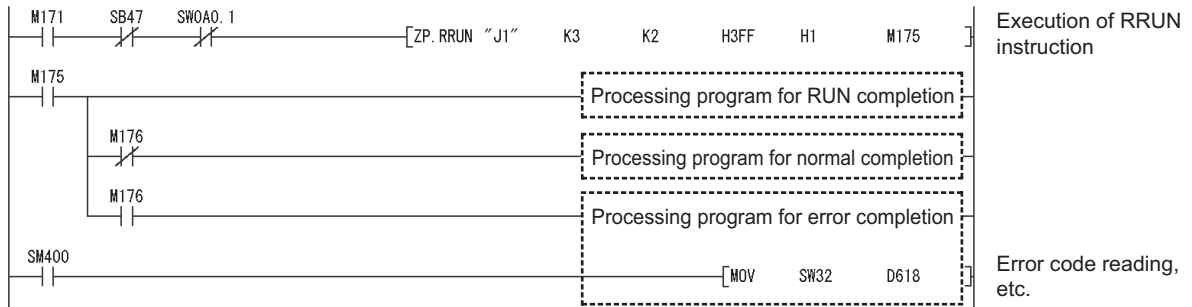 M171 SB47 SW0A0.1
[ZP.RRUN "J1" K3 K2 H3FF H1 M175]
Execution of RRUN
instruction
M175
Processing program for RUN completion
M176
Processing program for normal completion
M176
Processing program for error completion
SM400
[MOV SW32 D618]
Error code reading,
etc.